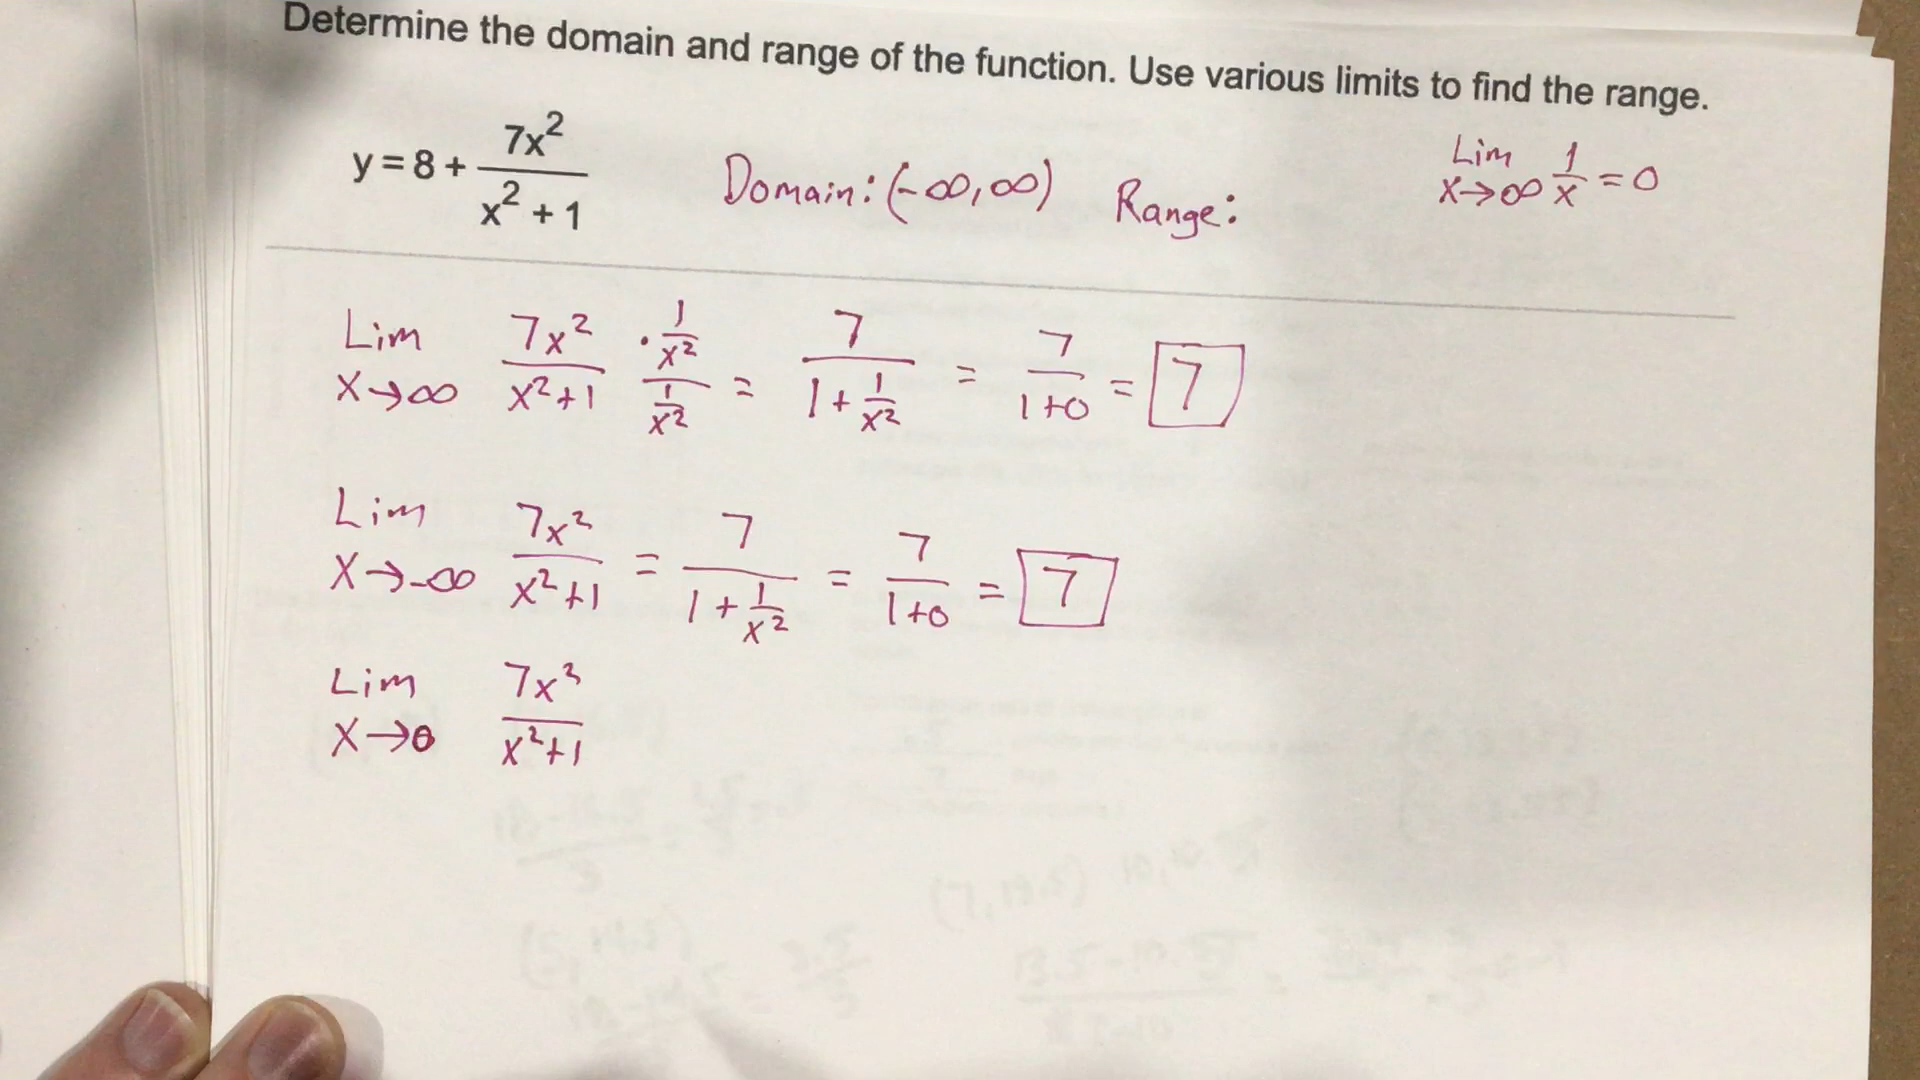 Determine the domain and range of the function. Use various limits to find the range.
y = 8 + 7x² / (x² + 1)
Domain: (-∞, ∞) Range:
Lim x→∞ 1/x = 0
Lim x→∞ 7x²/(x²+1) · (1/x²)/(1/x²) = 7/(1 + 1/x²) = 7/(1+0) = 7
Lim x→-∞ 7x²/(x²+1) = 7/(1 + 1/x²) = 7/(1+0) = 7
Lim x→0 7x²/(x²+1)